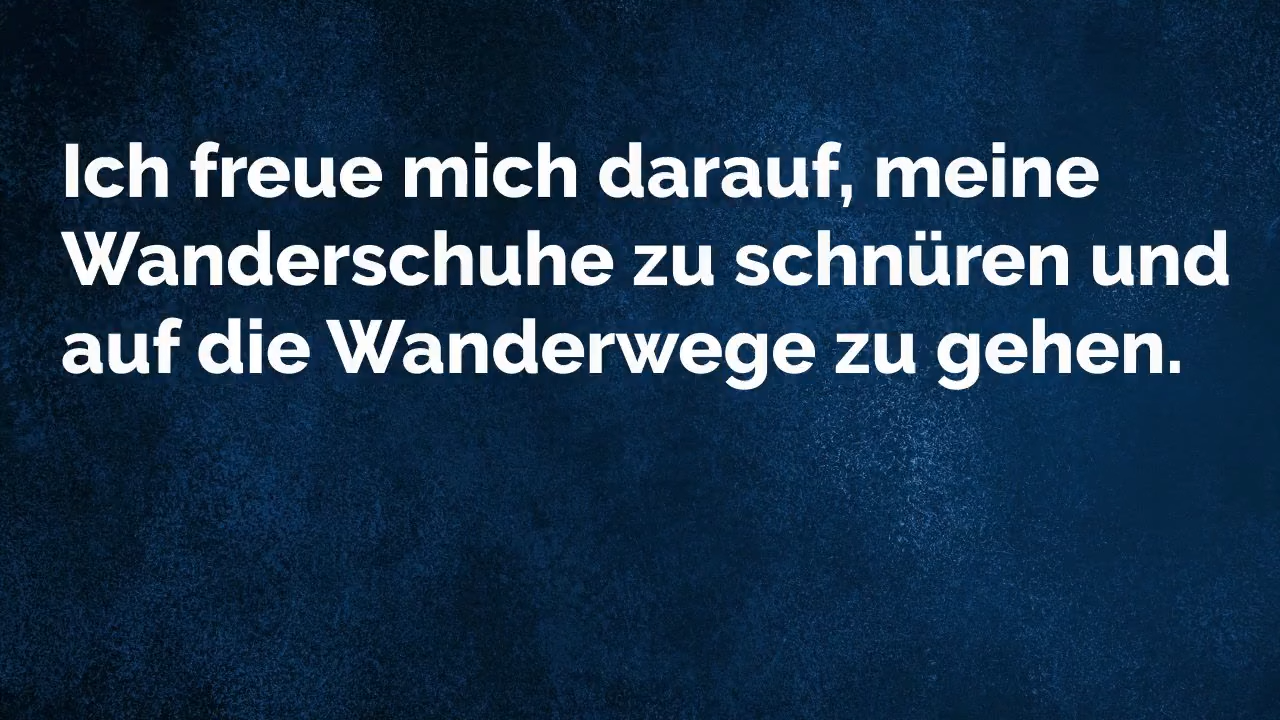 Ich freue mich darauf, meine
Wanderschuhe zu schnüren und
auf die Wanderwege zu gehen.